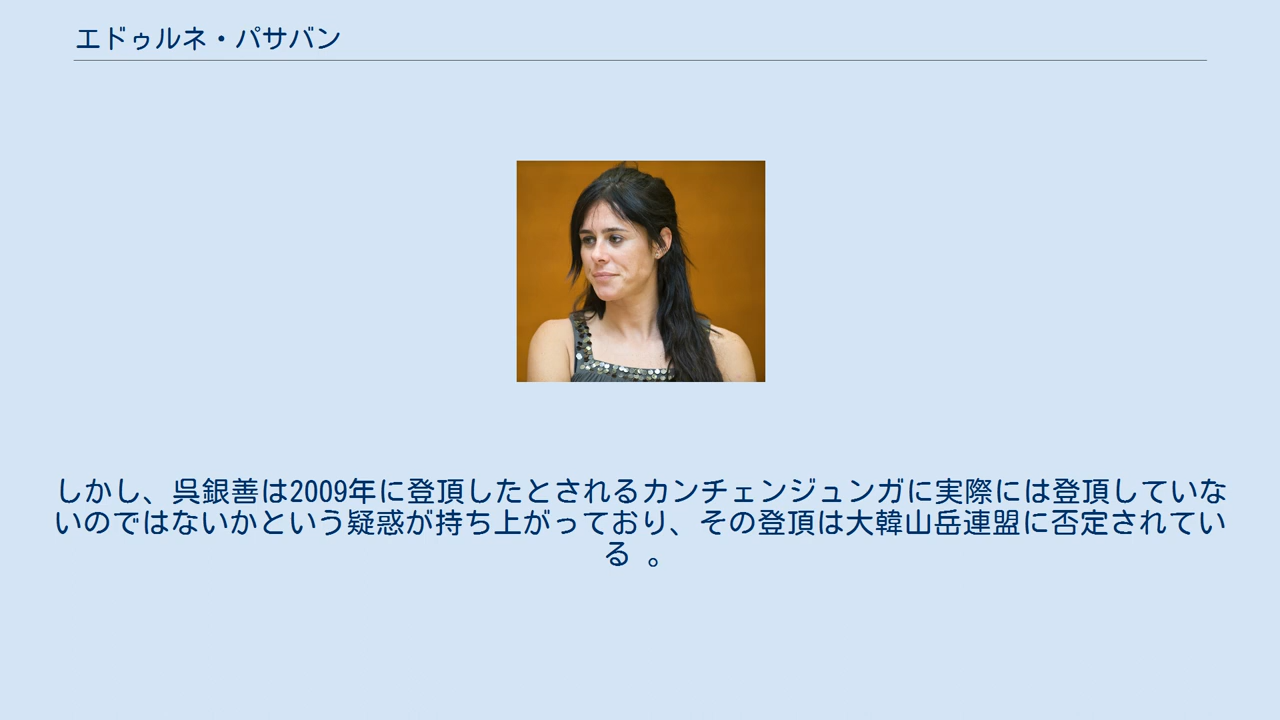 エドゥルネ・パサバン
しかし、呉銀善は2009年に登頂したとされるカンチェンジュンガに実際には登頂していな
いのではないかという疑惑が持ち上がっており、その登頂は大韓山岳連盟に否定されてい
る 。